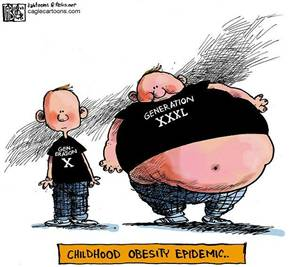 caglecartoons.com
GEN-
ERATION
X
GENERATION
XXXL
CHILDHOOD OBESITY EPIDEMIC..